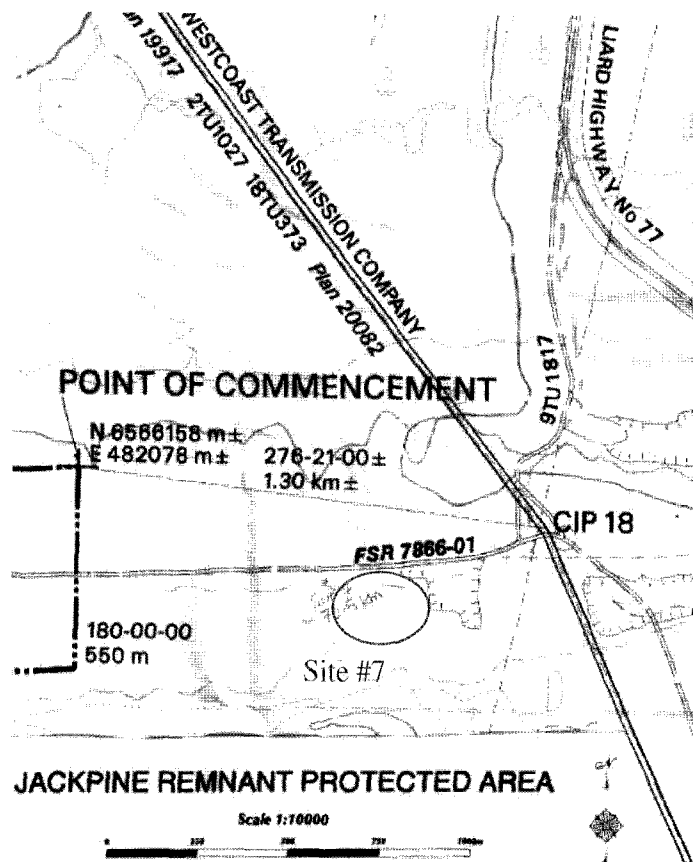 WESTCOAST TRANSMISSION COMPANY
19917 2TU1027 18TU373 Plan 20082
LIARD HIGHWAY No 77
9TU1817
POINT OF COMMENCEMENT
N 6566158 m±
E 482078 m±
276-21-00±
1.30 km±
CIP 18
FSR 7866-01
180-00-00
550 m
Site #7
JACKPINE REMNANT PROTECTED AREA
Scale 1:10000